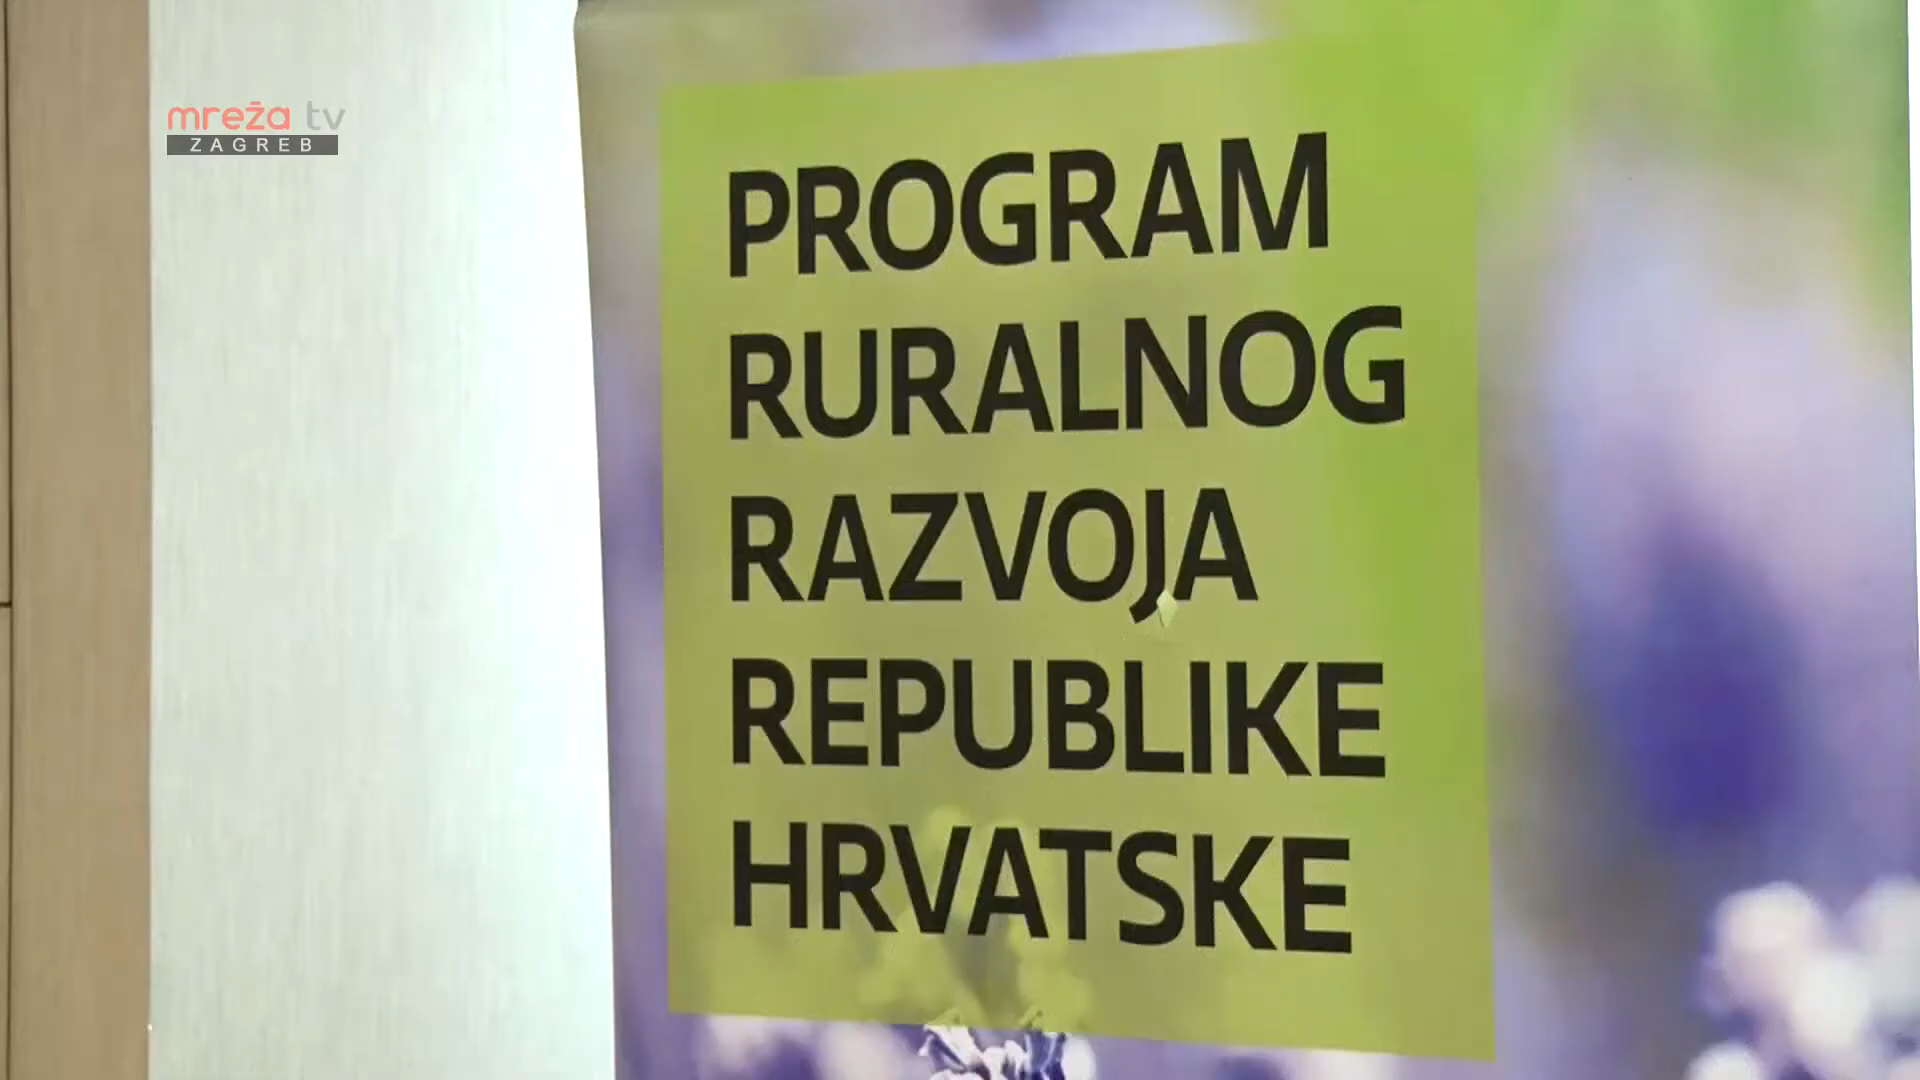 mreža tv
ZAGREB
PROGRAM
RURALNOG
RAZVOJA
REPUBLIKE
HRVATSKE